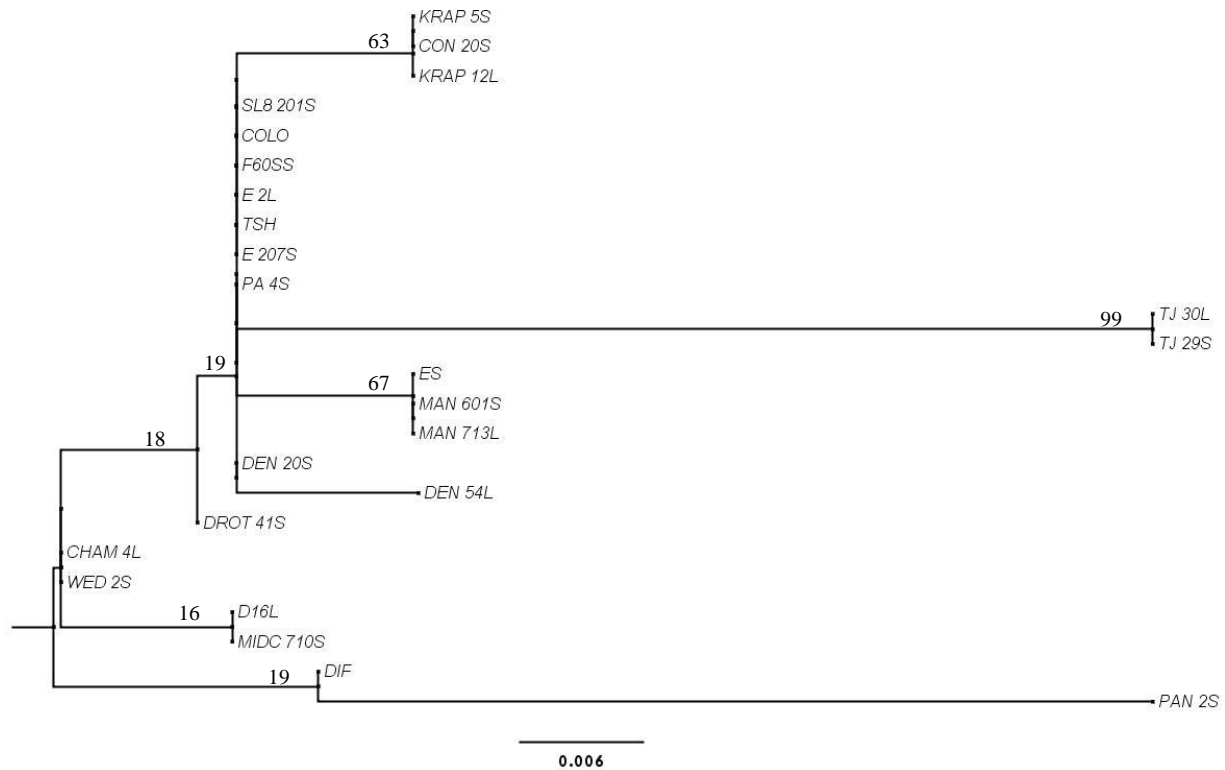 KRAP 5S
63
CON 20S
KRAP 12L
SL8 201S
COLO
F60SS
E 2L
TSH
E 207S
PA 4S
99
TJ 30L
TJ 29S
19
ES
67
MAN 601S
MAN 713L
18
DEN 20S
DEN 54L
DROT 41S
CHAM 4L
WED 2S
16
D16L
MIDC 710S
19
DIF
PAN 2S
0.006